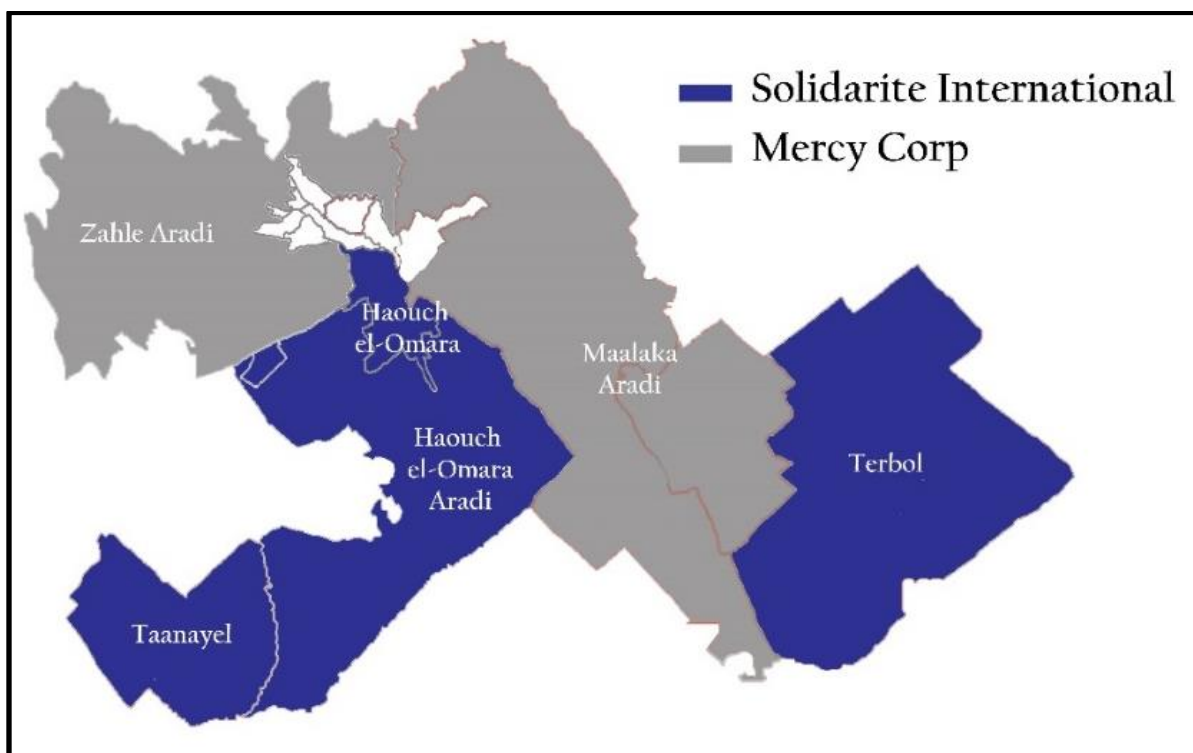 Solidarite International
Mercy Corp
Zahle Aradi
Haouch
el-Omara
Maalaka
Aradi
Haouch
el-Omara
Aradi
Terbol
Taanayel